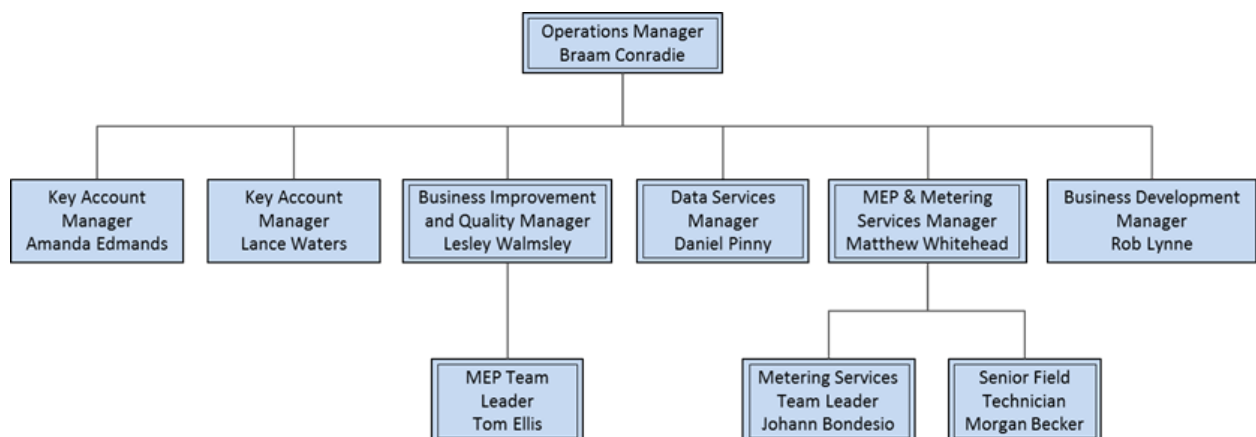 Operations Manager
Braam Conradie
Key Account
Manager
Amanda Edmands
Key Account
Manager
Lance Waters
Business Improvement
and Quality Manager
Lesley Walmsley
Data Services
Manager
Daniel Pinny
MEP & Metering
Services Manager
Matthew Whitehead
Business Development
Manager
Rob Lynne
MEP Team
Leader
Tom Ellis
Metering Services
Team Leader
Johann Bondesio
Senior Field
Technician
Morgan Becker